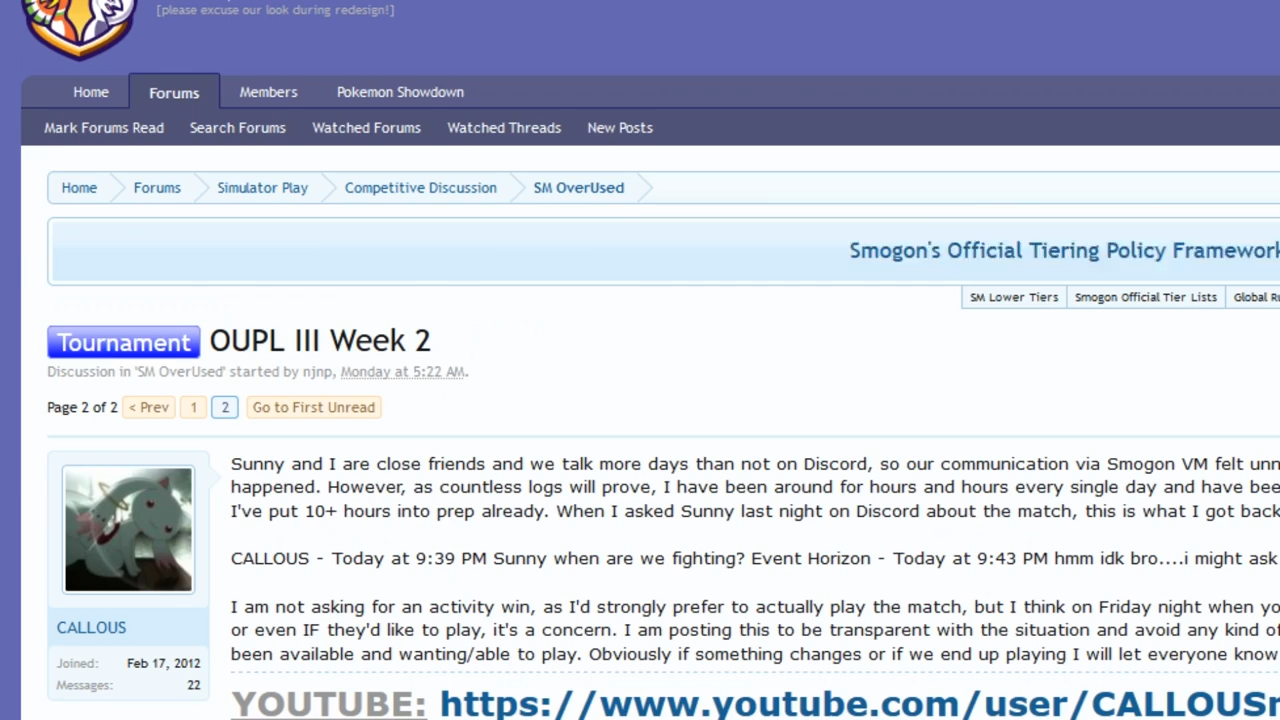 [please excuse our look during redesign!]
Home Forums Members Pokemon Showdown
Mark Forums Read Search Forums Watched Forums Watched Threads New Posts
Home Forums Simulator Play Competitive Discussion SM OverUsed
Smogon's Official Tiering Policy Framework
SM Lower Tiers Smogon Official Tier Lists Global
Tournament OUPL III Week 2
Discussion in 'SM OverUsed' started by njnp, Monday at 5:22 AM.
Page 2 of 2 < Prev 1 2 Go to First Unread
Sunny and I are close friends and we talk more days than not on Discord, so our communication via Smogon VM felt
happened. However, as countless logs will prove, I have been around for hours and hours every single day and have
I've put 10+ hours into prep already. When I asked Sunny last night on Discord about the match, this is what I got back
CALLOUS - Today at 9:39 PM Sunny when are we fighting? Event Horizon - Today at 9:43 PM hmm idk bro....i might ask
I am not asking for an activity win, as I'd strongly prefer to actually play the match, but I think on Friday night when
or even IF they'd like to play, it's a concern. I am posting this to be transparent with the situation and avoid any kind of
been available and wanting/able to play. Obviously if something changes or if we end up playing I will let everyone know
CALLOUS
Joined: Feb 17, 2012
Messages: 22
YOUTUBE: https://www.youtube.com/user/CALLOUS